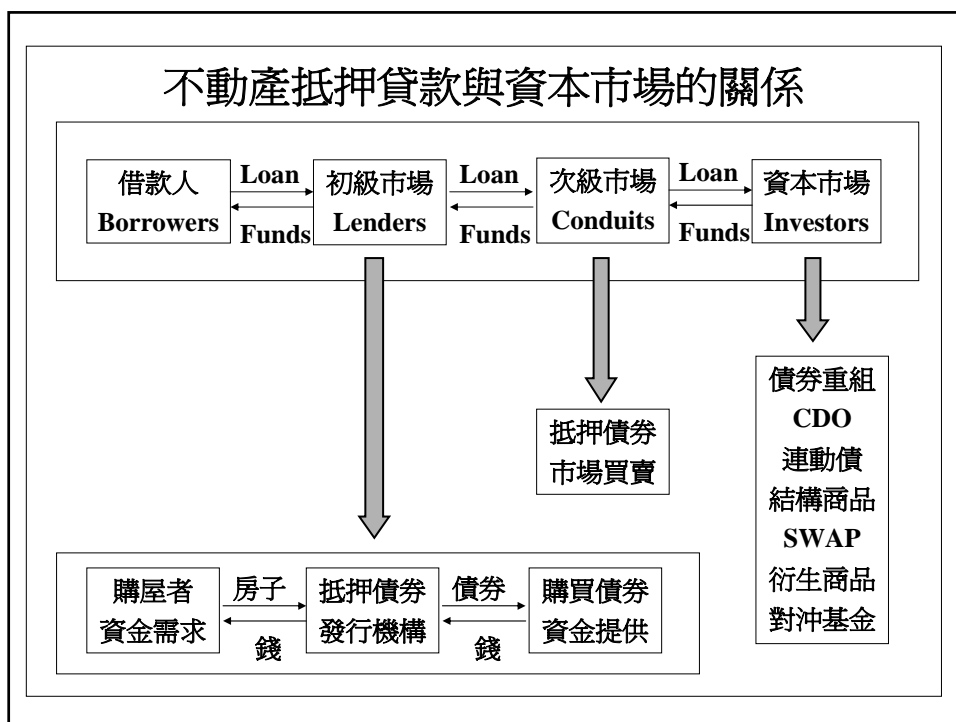 不動產抵押貸款與資本市場的關係
借款人
Borrowers
Loan
Funds
初級市場
Lenders
Loan
Funds
次級市場
Conduits
Loan
Funds
資本市場
Investors
債券重組
CDO
連動債
結構商品
SWAP
衍生商品
對沖基金
抵押債券
市場買賣
購屋者
資金需求
房子
錢
抵押債券
發行機構
債券
錢
購買債券
資金提供